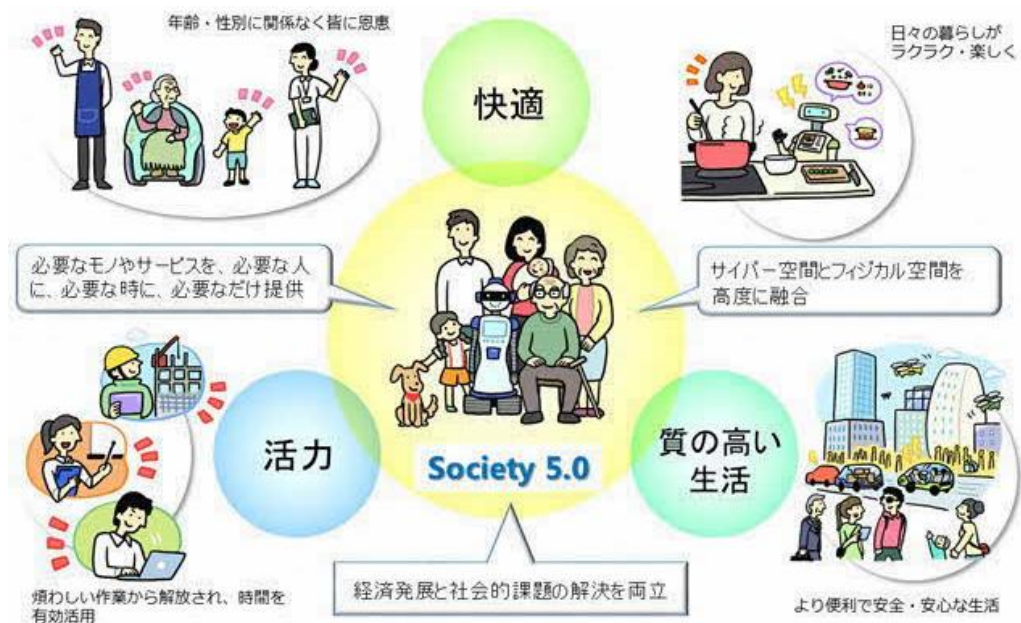 年齢・性別に関係なく皆に恩恵
快適
日々の暮らしが
ラクラク・楽しく
必要なモノやサービスを、必要な人
に、必要な時に、必要なだけ提供
サイバー空間とフィジカル空間を
高度に融合
活力
Society 5.0
質の高い
生活
煩わしい作業から解放され、時間を
有効活用
経済発展と社会的課題の解決を両立
より便利で安全・安心な生活